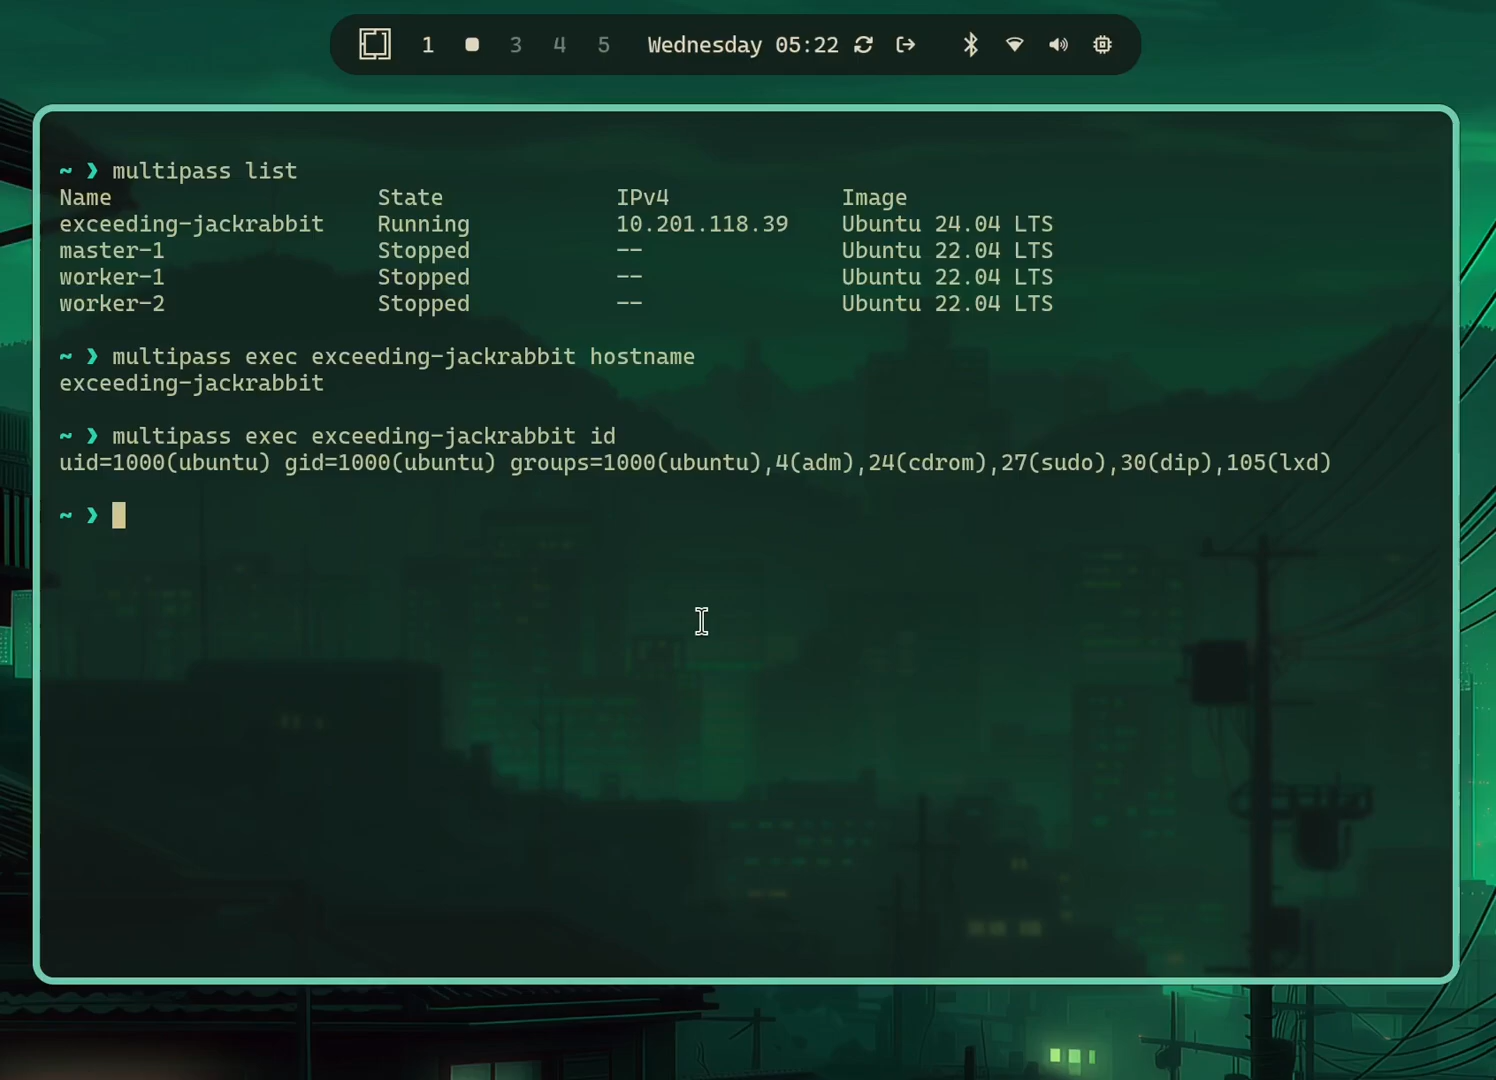 1 3 4 5 Wednesday 05:22
~ ❯ multipass list
Name State IPv4 Image
exceeding-jackrabbit Running 10.201.118.39 Ubuntu 24.04 LTS
master-1 Stopped -- Ubuntu 22.04 LTS
worker-1 Stopped -- Ubuntu 22.04 LTS
worker-2 Stopped -- Ubuntu 22.04 LTS
~ ❯ multipass exec exceeding-jackrabbit hostname
exceeding-jackrabbit
~ ❯ multipass exec exceeding-jackrabbit id
uid=1000(ubuntu) gid=1000(ubuntu) groups=1000(ubuntu),4(adm),24(cdrom),27(sudo),30(dip),105(lxd)
~ ❯